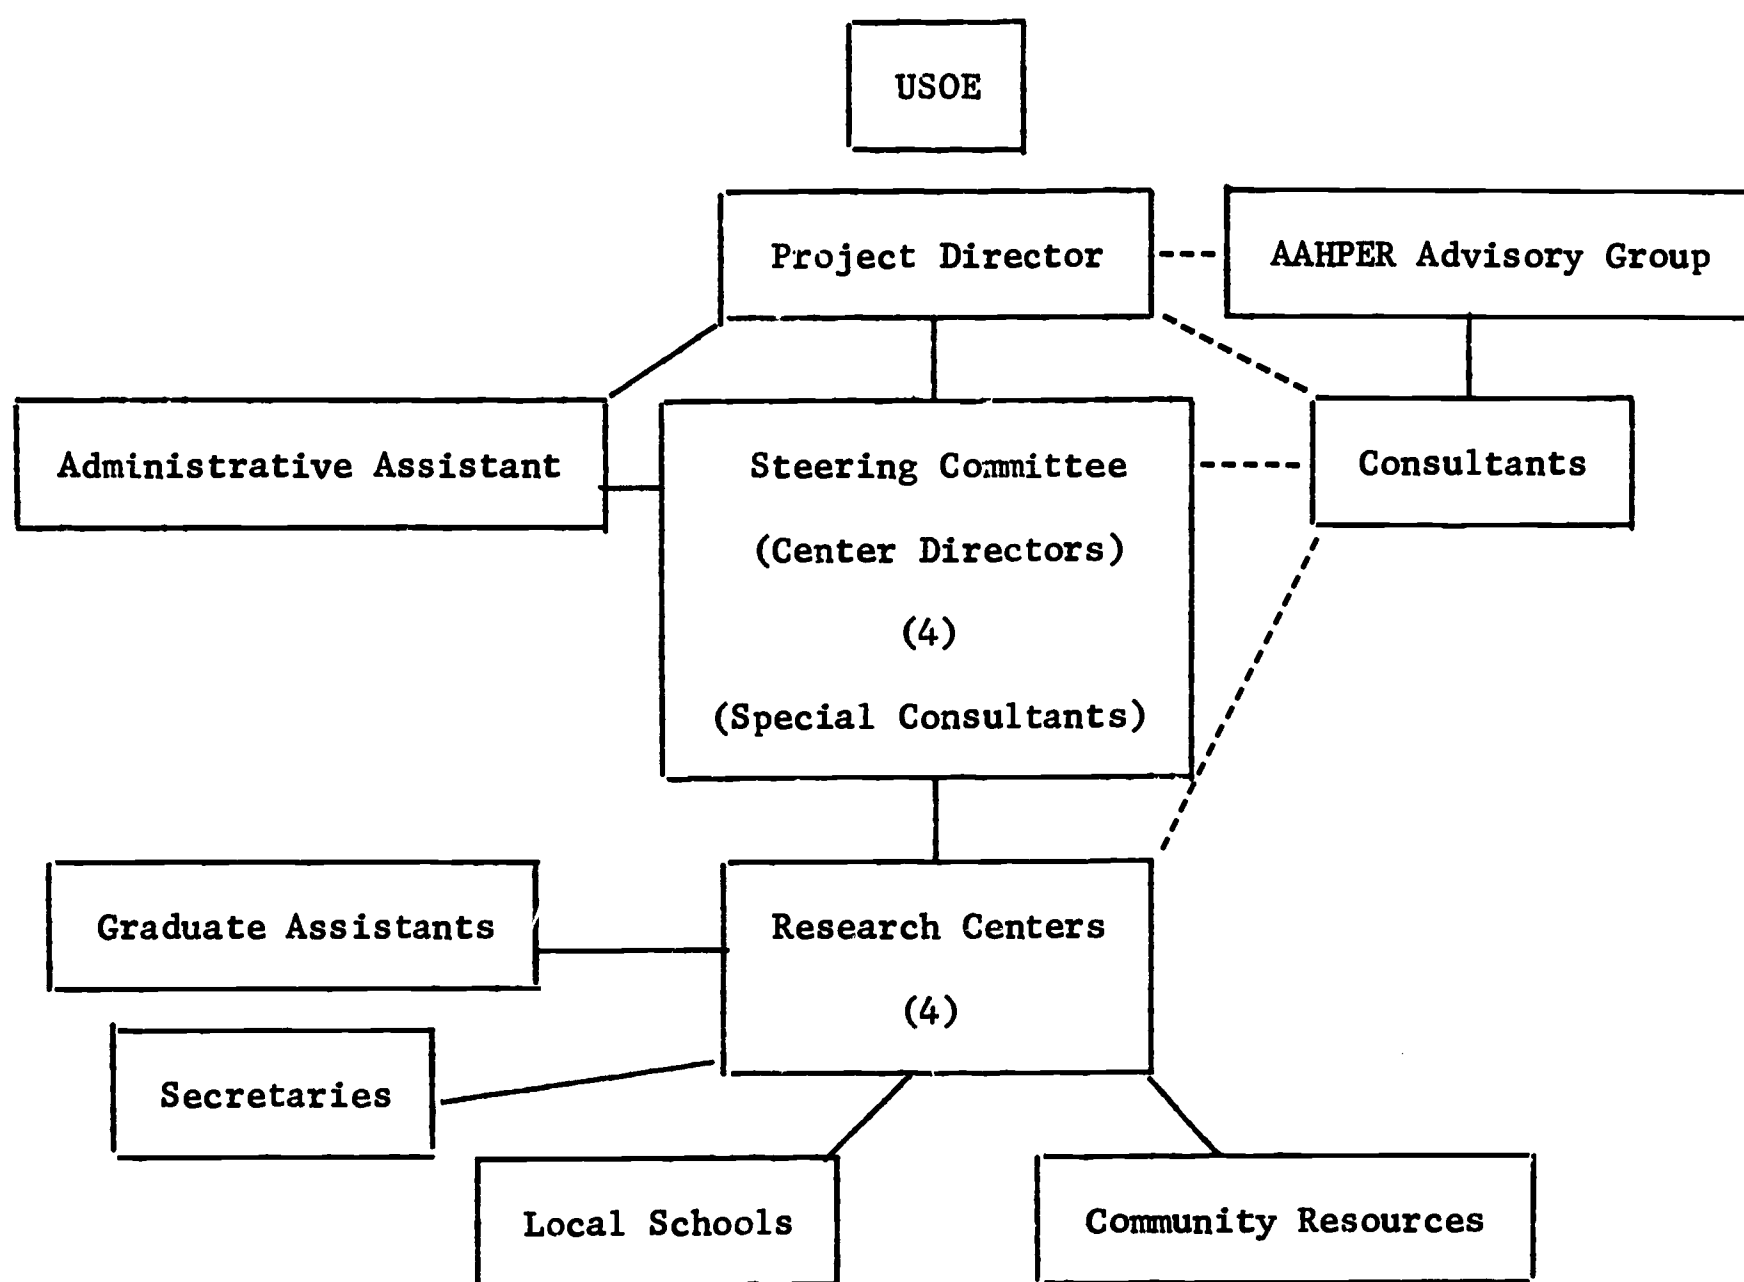 USOE
Project Director
AAHPER Advisory Group
Administrative Assistant
Steering Committee
(Center Directors)
(4)
(Special Consultants)
Consultants
Graduate Assistants
Research Centers
(4)
Secretaries
Local Schools
Community Resources